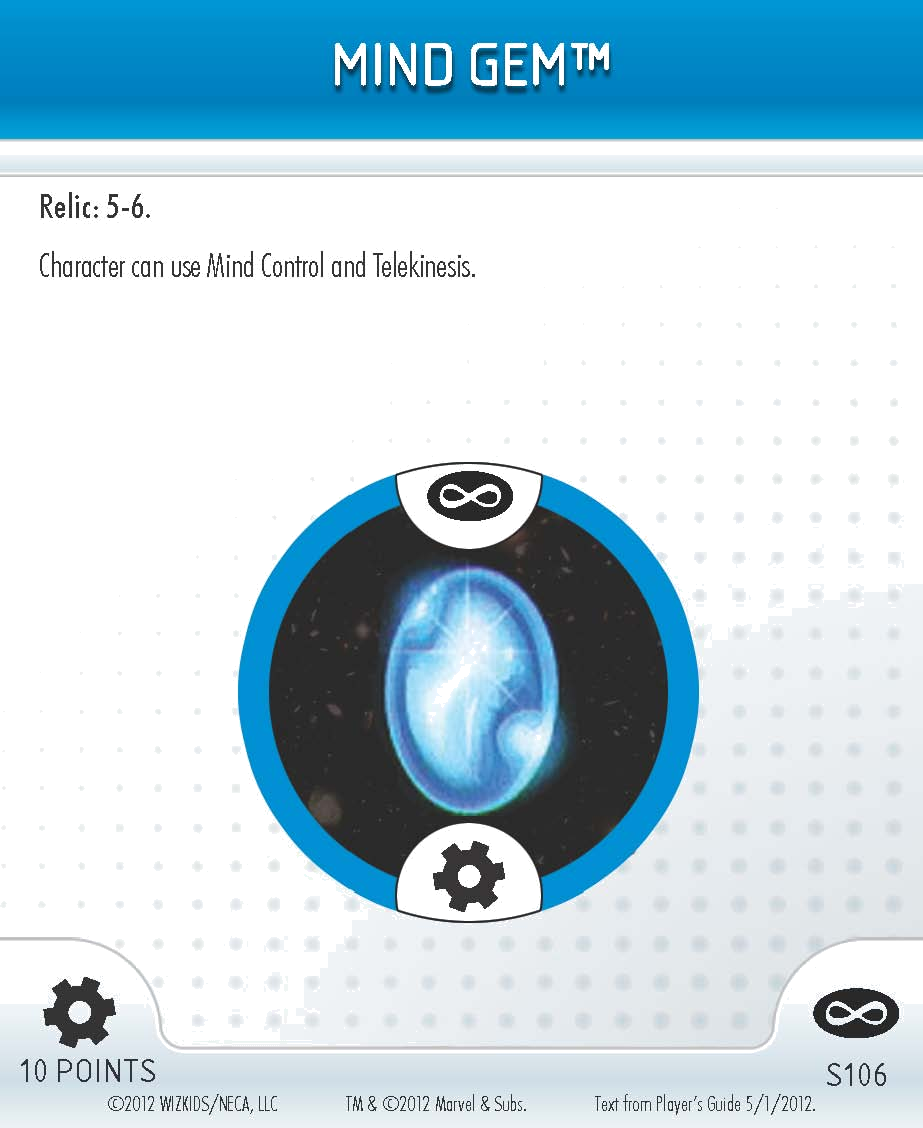 MIND GEM™
Relic: 5-6.
Character can use Mind Control and Telekinesis.
10 POINTS
S106
©2012 WIZKIDS/NECA, LLC TM & ©2012 Marvel & Subs. Text from Player's Guide 5/1/2012.